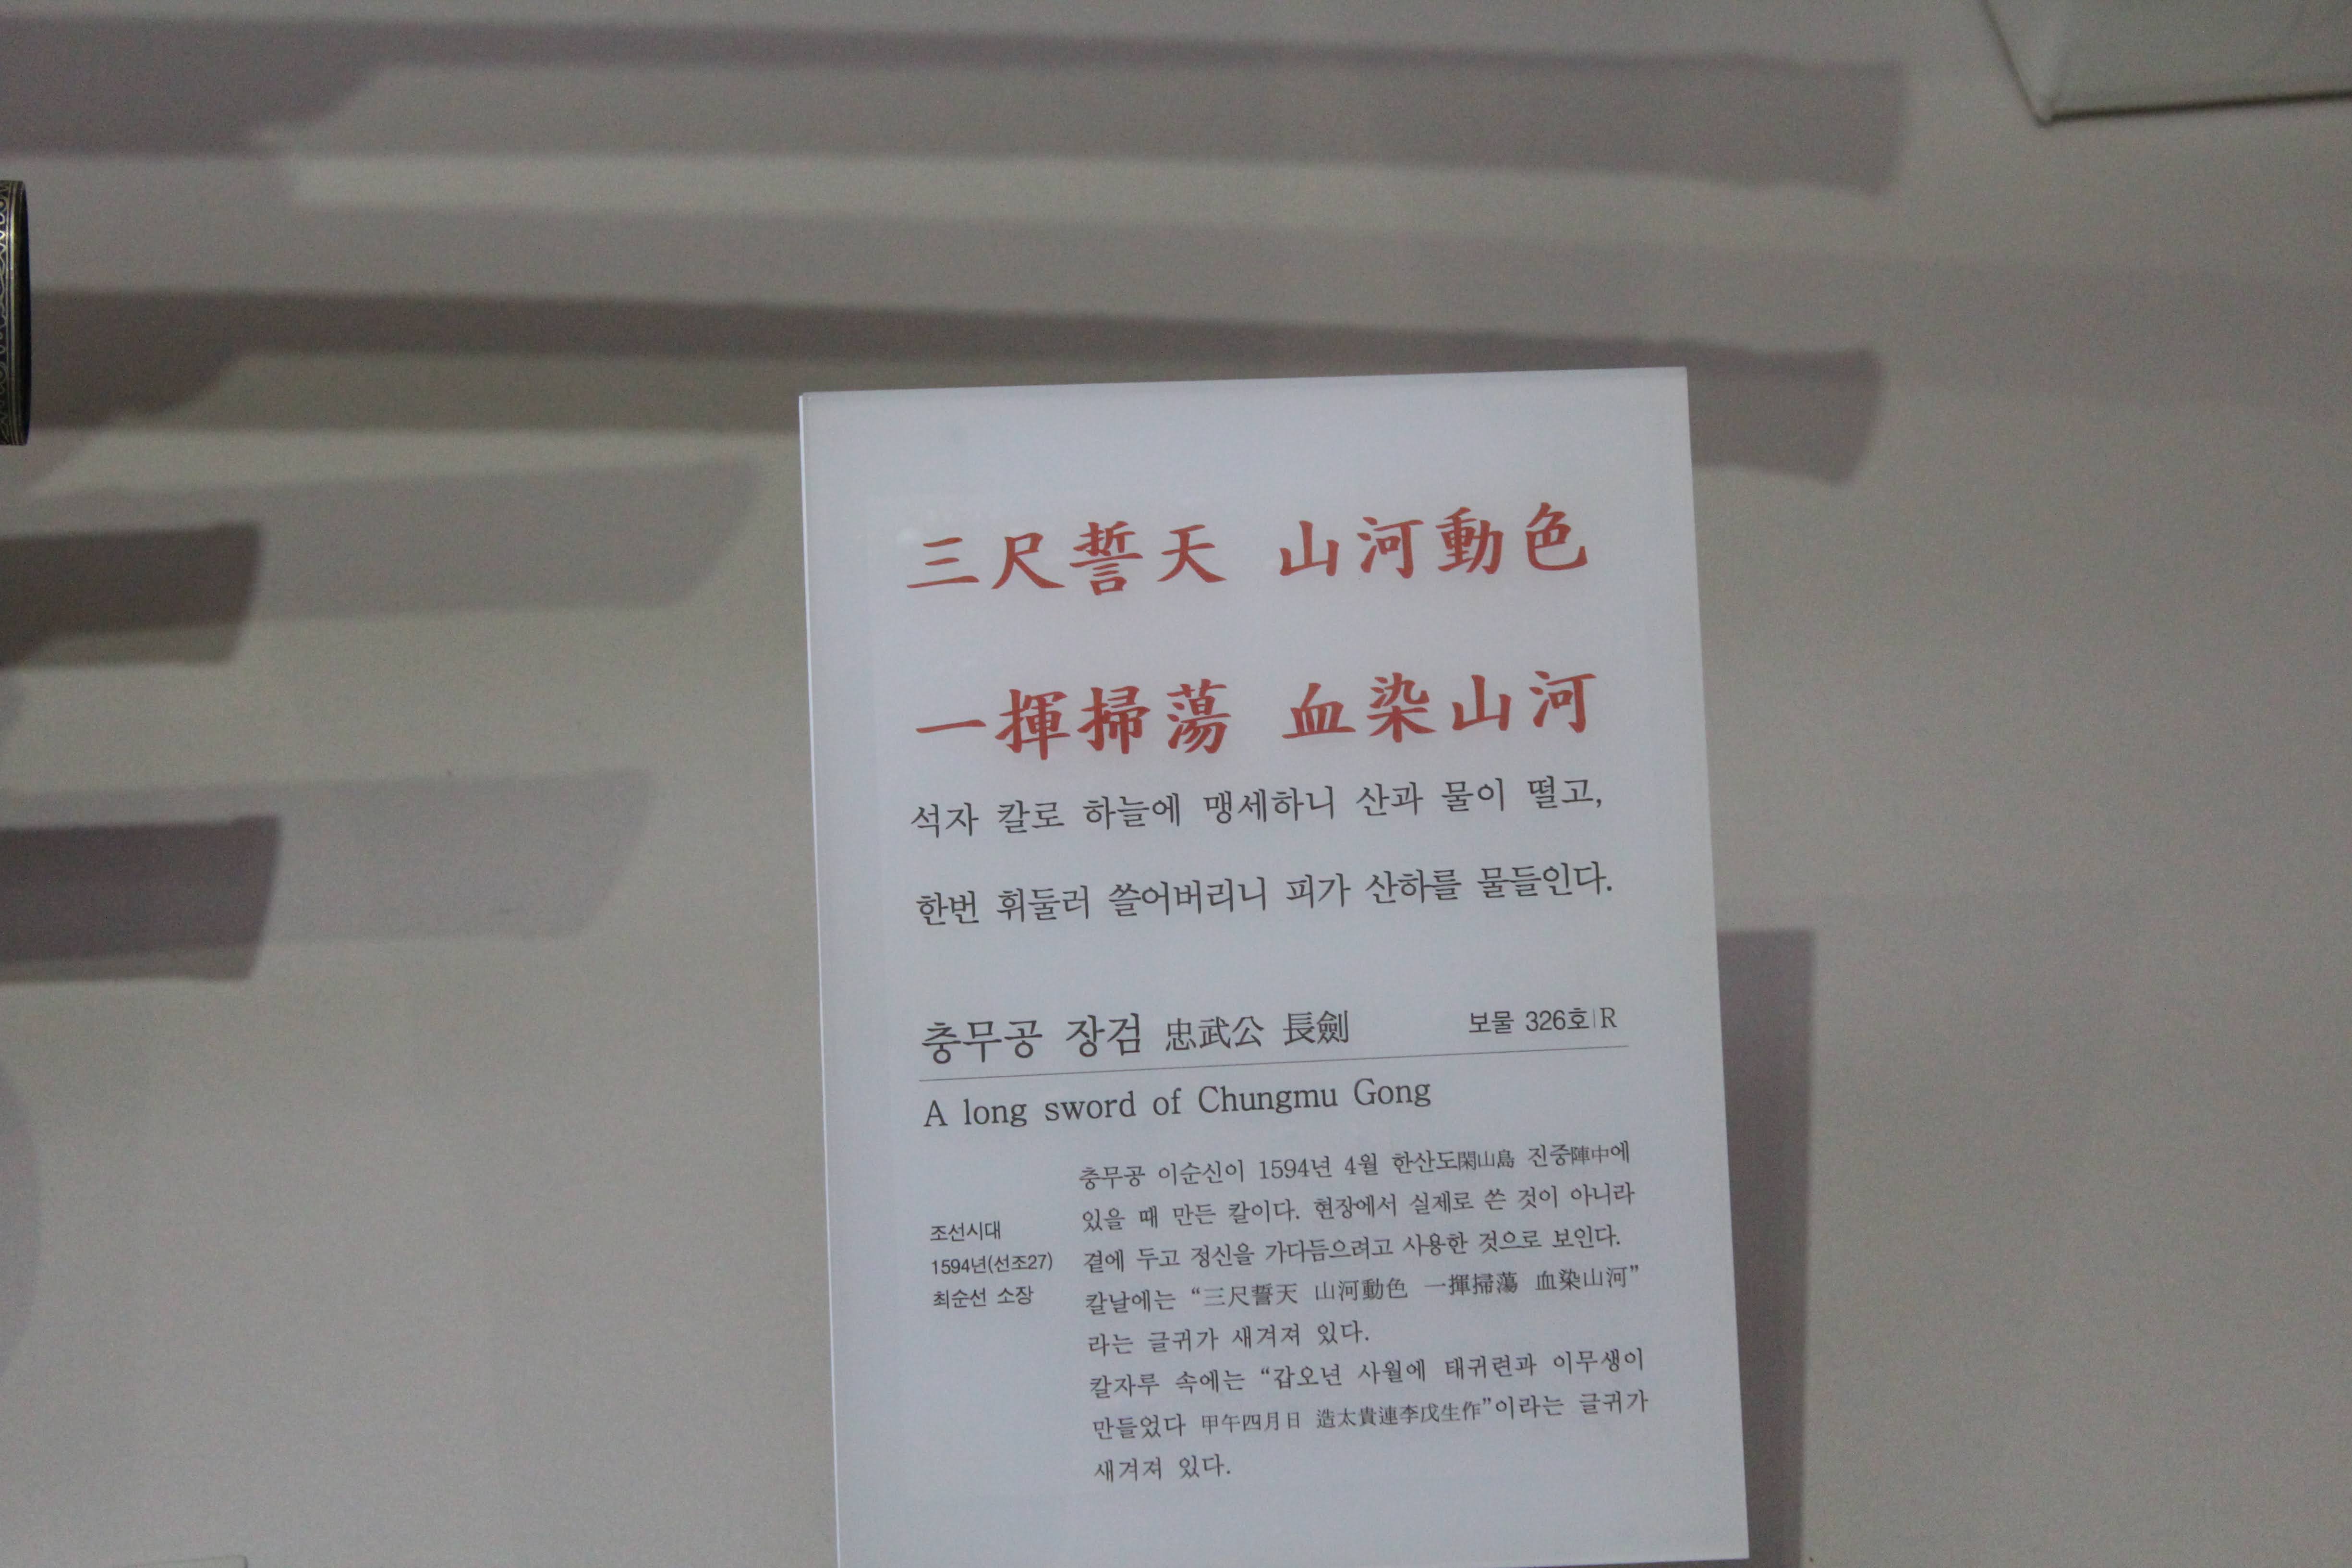 三尺誓天 山河動色
一揮掃蕩 血染山河
석자 칼로 하늘에 맹세하니 산과 물이 떨고,
한번 휘둘러 쓸어버리니 피가 산하를 물들인다.
충무공 장검 忠武公 長劍 보물 326호|R
A long sword of Chungmu Gong
조선시대
1594년(선조27)
최순선 소장
충무공 이순신이 1594년 4월 한산도閑山島 진중陣中에
있을 때 만든 칼이다. 현장에서 실제로 쓴 것이 아니라
곁에 두고 정신을 가다듬으려고 사용한 것으로 보인다.
칼날에는 “三尺誓天 山河動色 一揮掃蕩 血染山河”
라는 글귀가 새겨져 있다.
칼자루 속에는 “갑오년 사월에 태귀련과 이무생이
만들었다 甲午四月日 造太貴連李戊生作”이라는 글귀가
새겨져 있다.